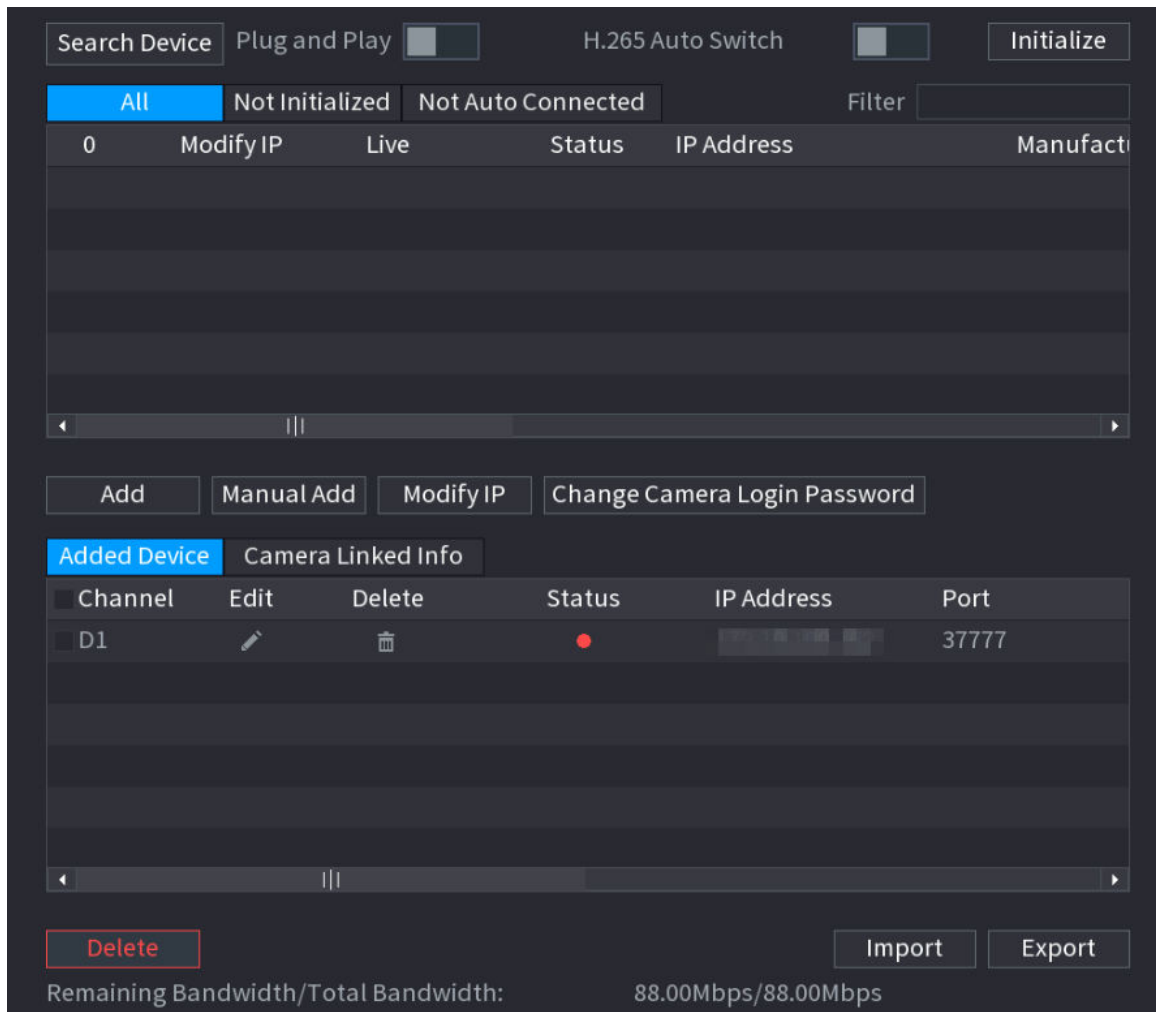 Search Device Plug and Play H.265 Auto Switch Initialize
All Not Initialized Not Auto Connected Filter
0 Modify IP Live Status IP Address Manufact
Add Manual Add Modify IP Change Camera Login Password
Added Device Camera Linked Info
Channel Edit Delete Status IP Address Port
D1 37777
Delete Import Export
Remaining Bandwidth/Total Bandwidth: 88.00Mbps/88.00Mbps